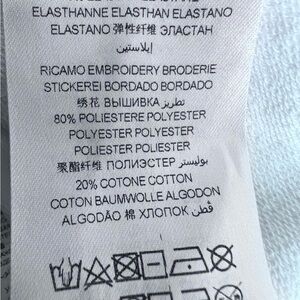 ELASTHANNE ELASTHAN ELASTANO
ELASTANO 弹性纤维 ЭЛАСТАН
إيلاستين
RICAMO EMBROIDERY BRODERIE
STICKEREI BORDADO BORDADO
绣花 ВЫШИВКА تطريز
80% POLIESTERE POLYESTER
POLYESTER POLYESTER
POLIESTER POLIESTER
聚酯纤维 ПОЛИЭСТЕР بوليستر
20% COTONE COTTON
COTON BAUMWOLLE ALGODON
ALGODÃO 棉 ХЛОПОК قطن